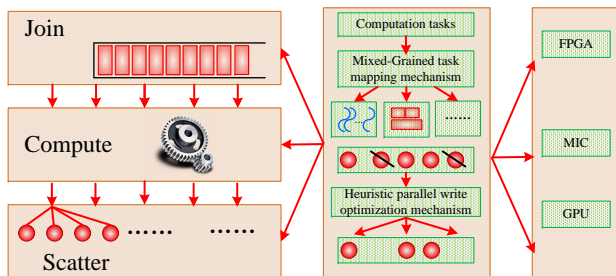 Join
Compute
……
……
Scatter
Computation tasks
Mixed-Grained task
mapping mechanism
……
Heuristic parallel write
optimization mechanism
FPGA
MIC
GPU